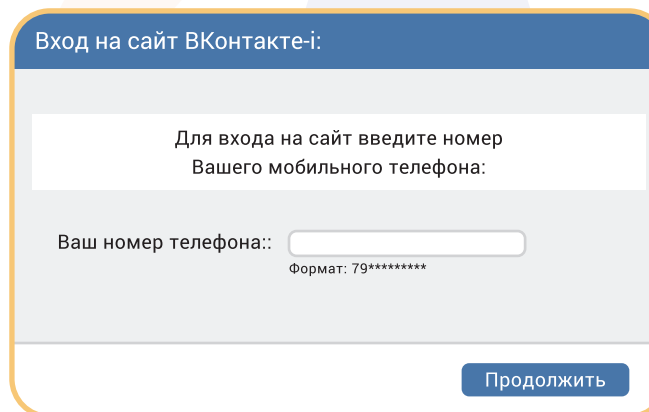 Вход на сайт ВКонтакте-i:
Для входа на сайт введите номер
Вашего мобильного телефона:
Ваш номер телефона::
Формат: 79*********
Продолжить